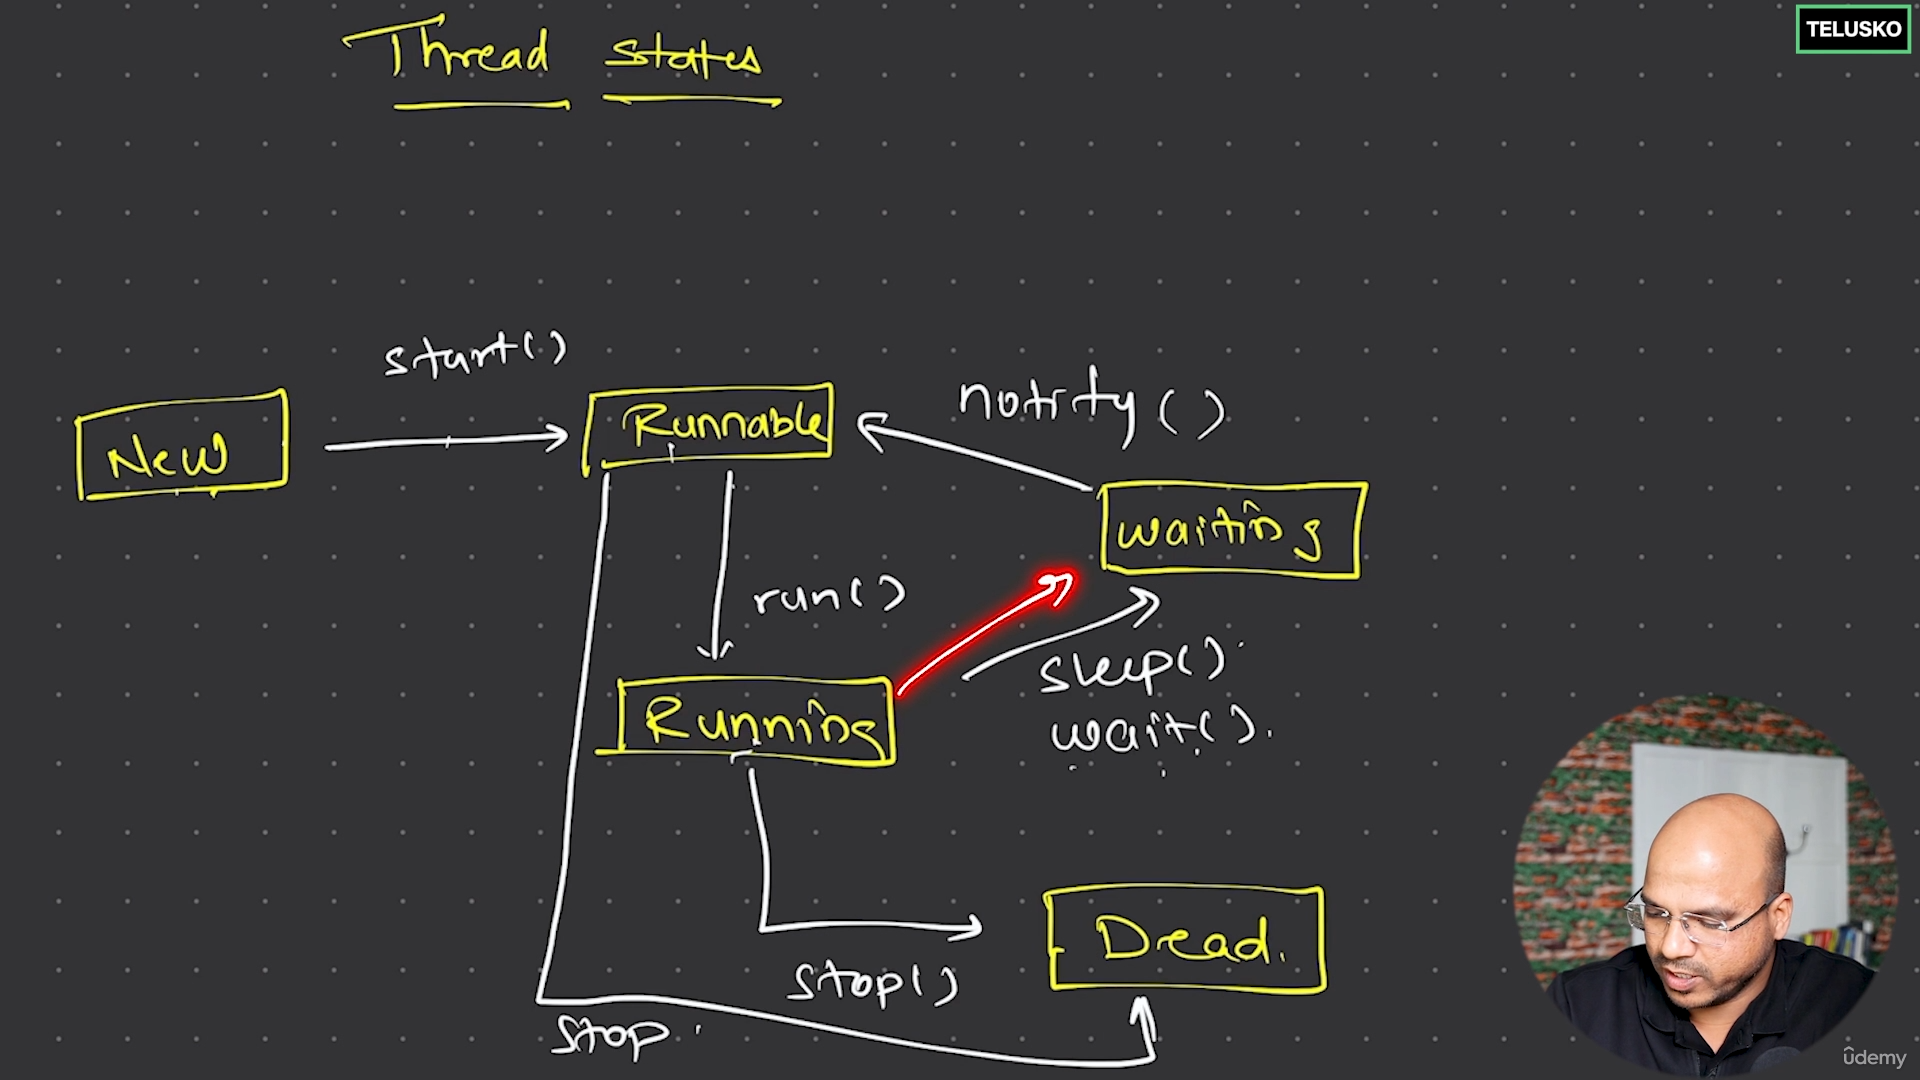 TELUSKO
Thread states
start()
New
Runnable
notify()
waiting
run()
sleep().
wait().
Running
Dead.
stop()
stop.
ûdemy